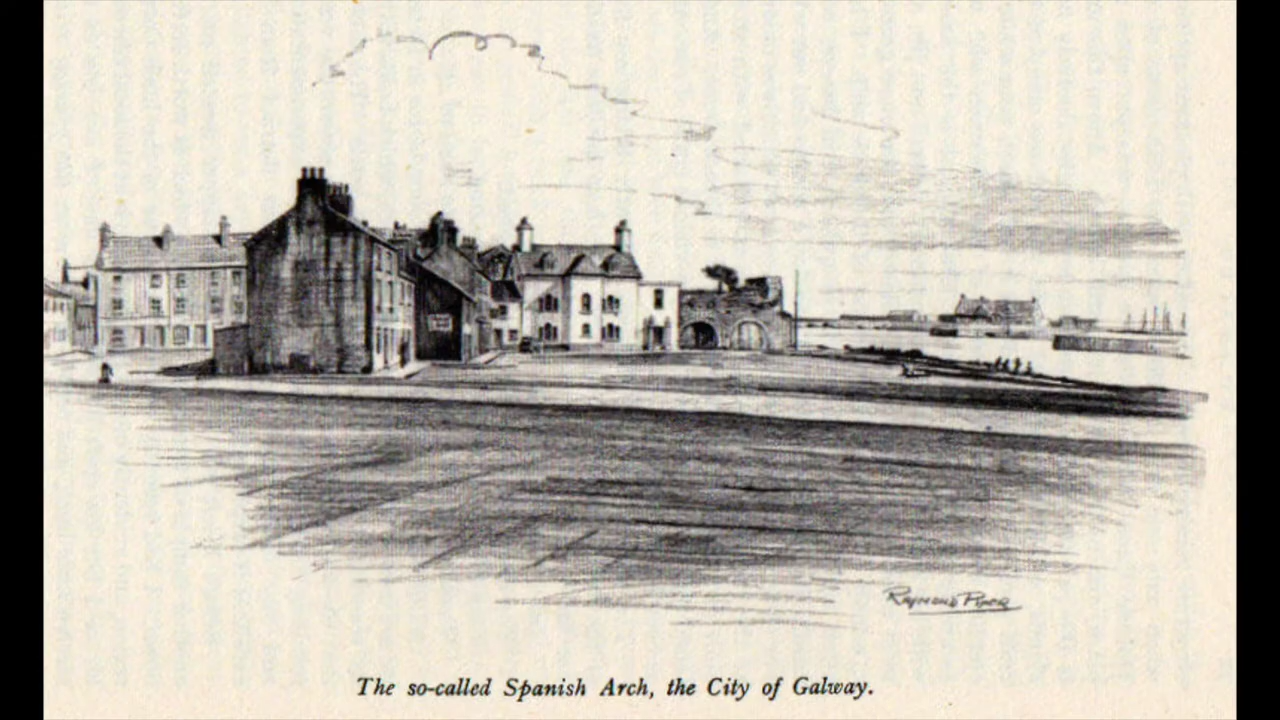 RAYMOND PIPER
The so-called Spanish Arch, the City of Galway.